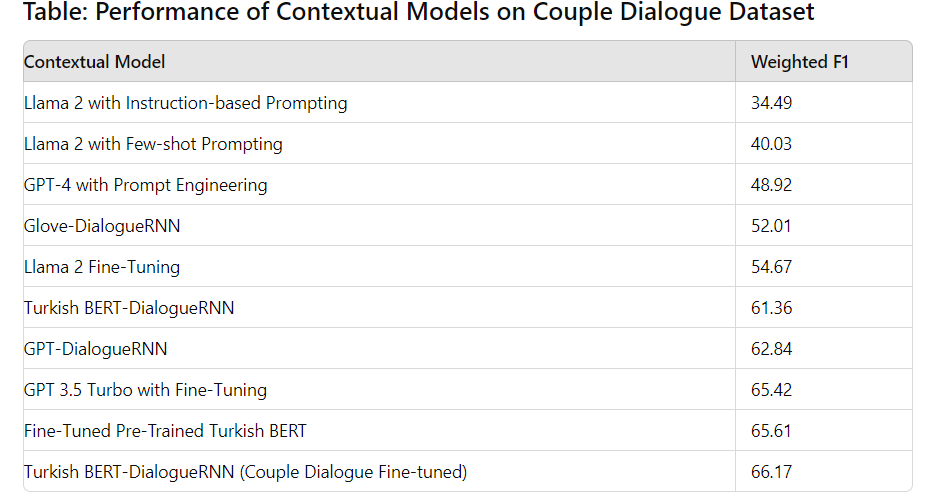 Table: Performance of Contextual Models on Couple Dialogue Dataset
Contextual Model Weighted F1
Llama 2 with Instruction-based Prompting 34.49
Llama 2 with Few-shot Prompting 40.03
GPT-4 with Prompt Engineering 48.92
Glove-DialogueRNN 52.01
Llama 2 Fine-Tuning 54.67
Turkish BERT-DialogueRNN 61.36
GPT-DialogueRNN 62.84
GPT 3.5 Turbo with Fine-Tuning 65.42
Fine-Tuned Pre-Trained Turkish BERT 65.61
Turkish BERT-DialogueRNN (Couple Dialogue Fine-tuned) 66.17